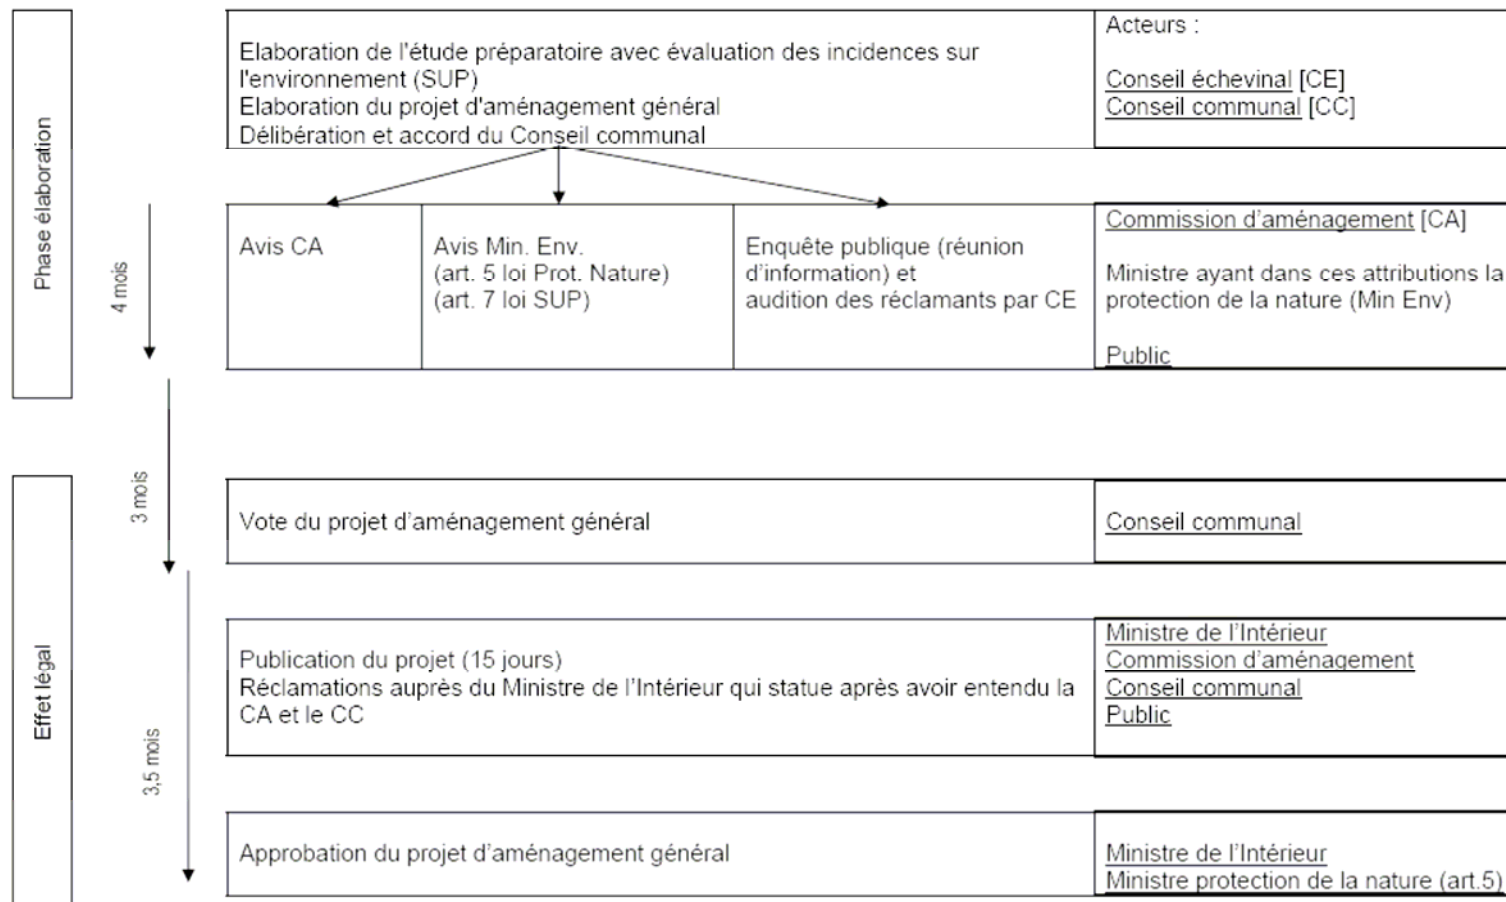 Phase élaboration
Elaboration de l'étude préparatoire avec évaluation des incidences sur
l'environnement (SUP)
Elaboration du projet d'aménagement général
Délibération et accord du Conseil communal
Acteurs :
Conseil échevinal [CE]
Conseil communal [CC]
4 mois
Avis CA
Avis Min. Env.
(art. 5 loi Prot. Nature)
(art. 7 loi SUP)
Enquête publique (réunion
d'information) et
audition des réclamants par CE
Commission d'aménagement [CA]
Ministre ayant dans ces attributions la
protection de la nature (Min Env)
Public
3 mois
Effet légal
Vote du projet d'aménagement général
Conseil communal
3,5 mois
Publication du projet (15 jours)
Réclamations auprès du Ministre de l'Intérieur qui statue après avoir entendu la
CA et le CC
Ministre de l'Intérieur
Commission d'aménagement
Conseil communal
Public
Approbation du projet d'aménagement général
Ministre de l'Intérieur
Ministre protection de la nature (art.5)